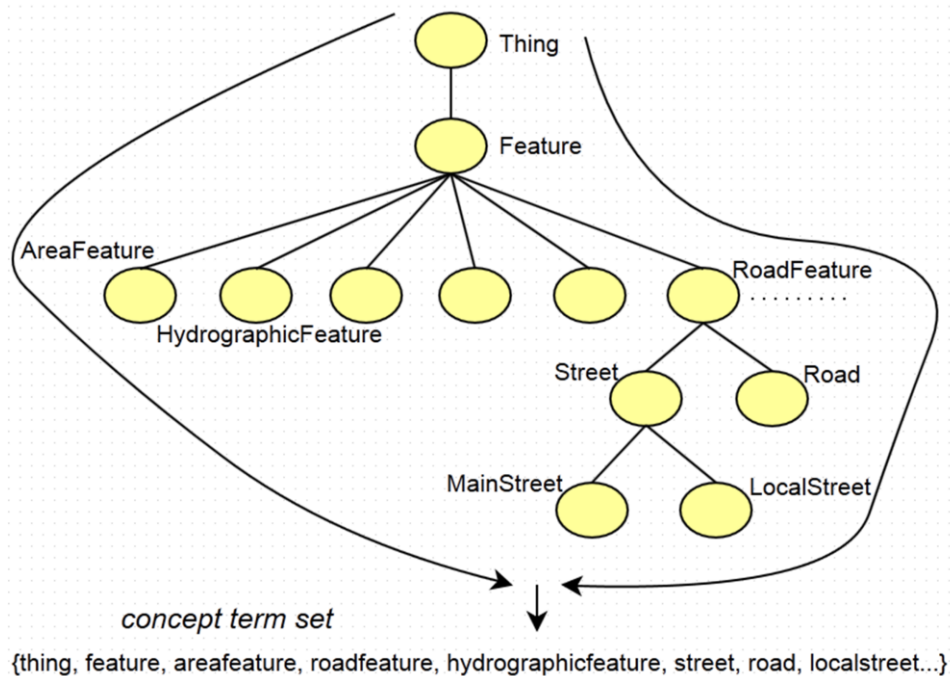 Thing
Feature
AreaFeature
RoadFeature
.........
HydrographicFeature
Street
Road
MainStreet
LocalStreet
concept term set
{thing, feature, areafeature, roadfeature, hydrographicfeature, street, road, localstreet...}